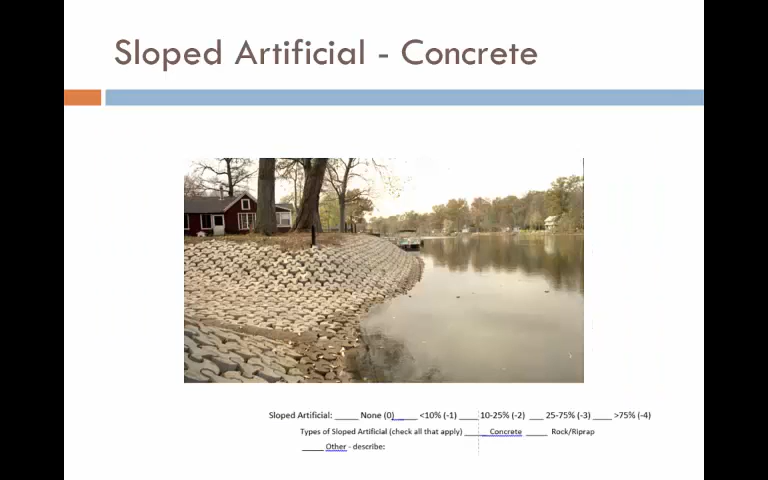 Sloped Artificial - Concrete
Sloped Artificial: _____ None (0)_____ <10% (-1) ____ 10-25% (-2) ___ 25-75% (-3) ____ >75% (-4)
Types of Sloped Artificial (check all that apply) _____ Concrete _____ Rock/Riprap
_____ Other - describe: